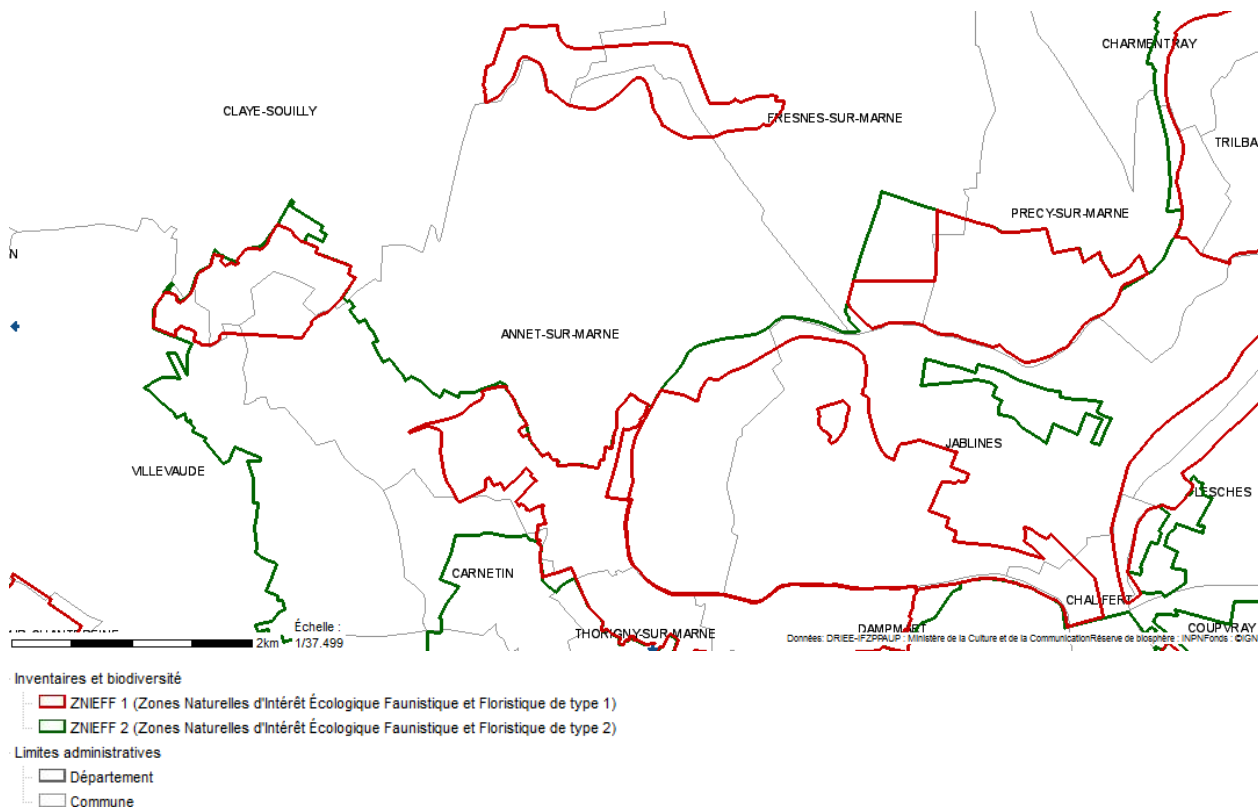 CHARMENTRAY
CLAYE-SOUILLY
FRESNES-SUR-MARNE
TRILBA
PRECY-SUR-MARNE
N
ANNET-SUR-MARNE
JABLINES
VILLEVAUDE
LESCHES
CARNETIN
CHALIFERT
THORIGNY-SUR-MARNE
DAMPMART
COUPVRAY
2km
Échelle :
1/37.499
Données: DRIEE-IFZPPAUP : Ministère de la Culture et de la CommunicationRéserve de biosphère : INPNFonds : ©IGN
Inventaires et biodiversité
ZNIEFF 1 (Zones Naturelles d'Intérêt Écologique Faunistique et Floristique de type 1)
ZNIEFF 2 (Zones Naturelles d'Intérêt Écologique Faunistique et Floristique de type 2)
Limites administratives
Département
Commune